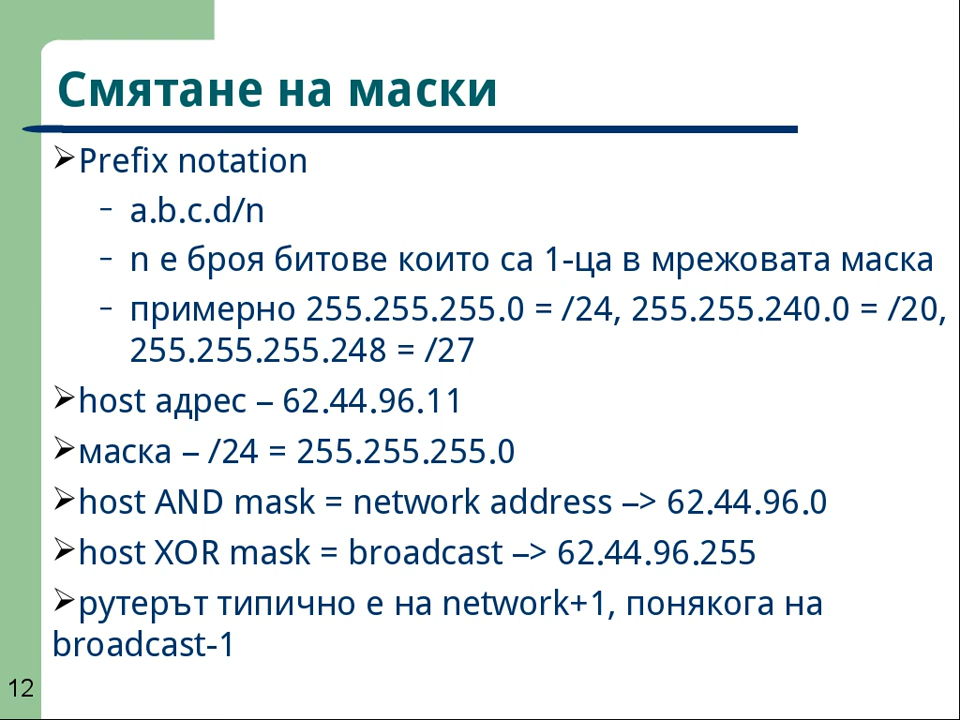 Смятане на маски
➢Prefix notation
– a.b.c.d/n
– n е броя битове които са 1-ца в мрежовата маска
– примерно 255.255.255.0 = /24, 255.255.240.0 = /20,
255.255.255.248 = /27
➢host адрес – 62.44.96.11
➢маска – /24 = 255.255.255.0
➢host AND mask = network address –> 62.44.96.0
➢host XOR mask = broadcast –> 62.44.96.255
➢рутерът типично е на network+1, понякога на
broadcast-1
12